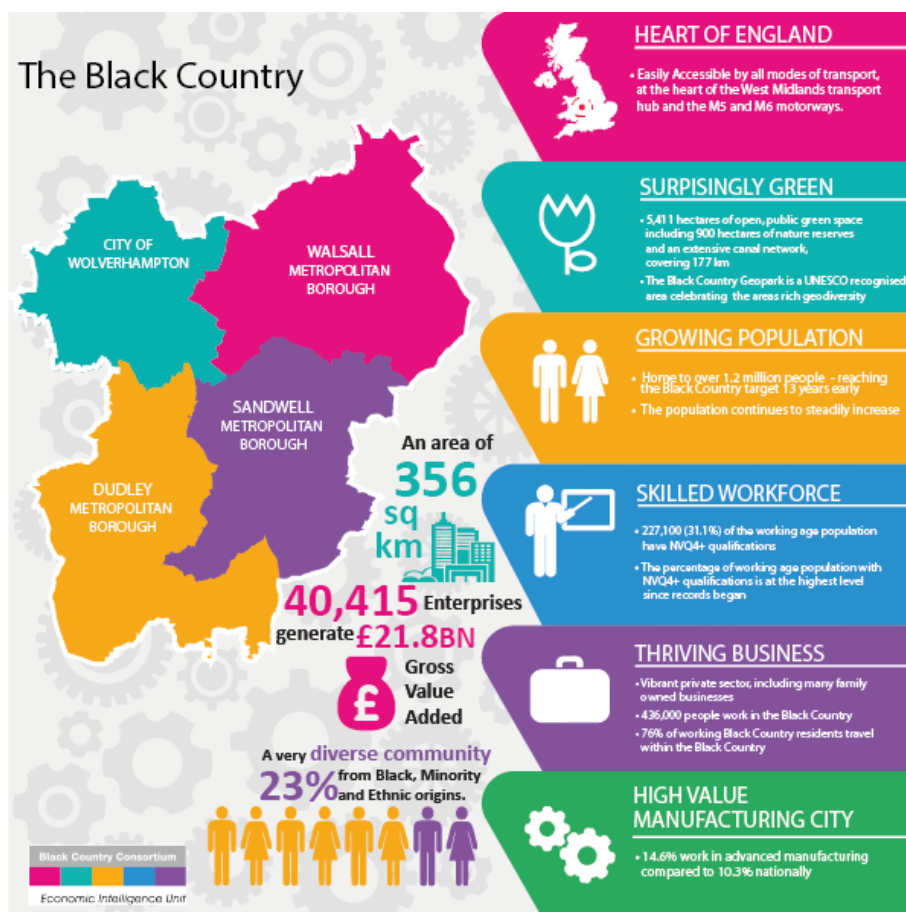 The Black Country
CITY OF
WOLVERHAMPTON
WALSALL
METROPOLITAN
BOROUGH
SANDWELL
METROPOLITAN
BOROUGH
DUDLEY
METROPOLITAN
BOROUGH
An area of
356
sq
km
40,415 Enterprises
generate £21.8BN
Gross
Value
Added
£
A very diverse community
23% from Black, Minority
and Ethnic origins.
Black Country Consortium
Economic Intelligence Unit
HEART OF ENGLAND
• Easily Accessible by all modes of transport,
at the heart of the West Midlands transport
hub and the M5 and M6 motorways.
SURPISINGLY GREEN
• 5,411 hectares of open, public green space
including 900 hectares of nature reserves
and an extensive canal network,
covering 177 km
• The Black Country Geopark is a UNESCO recognised
area celebrating the areas rich geodiversity
GROWING POPULATION
• Home to over 1.2 million people - reaching
the Black Country target 13 years early
• The population continues to steadily increase
SKILLED WORKFORCE
• 227,100 (31.1%) of the working age population
have NVQ4+ qualifications
• The percentage of working age population with
NVQ4+ qualifications is at the highest level
since records began
THRIVING BUSINESS
• Vibrant private sector, including many family
owned businesses
• 436,000 people work in the Black Country
• 76% of working Black Country residents travel
within the Black Country
HIGH VALUE
MANUFACTURING CITY
• 14.6% work in advanced manufacturing
compared to 10.3% nationally